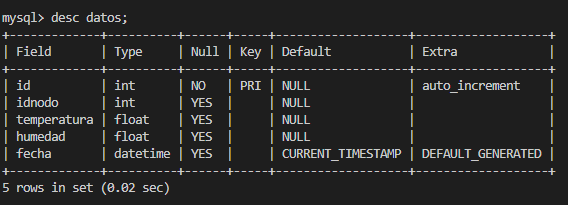 mysql> desc datos;
+-------------+----------+------+-----+-------------------+-------------------+
| Field       | Type     | Null | Key | Default           | Extra             |
+-------------+----------+------+-----+-------------------+-------------------+
| id          | int      | NO   | PRI | NULL              | auto_increment    |
| idnodo      | int      | YES  |     | NULL              |                   |
| temperatura | float    | YES  |     | NULL              |                   |
| humedad     | float    | YES  |     | NULL              |                   |
| fecha       | datetime | YES  |     | CURRENT_TIMESTAMP | DEFAULT_GENERATED |
+-------------+----------+------+-----+-------------------+-------------------+
5 rows in set (0.02 sec)